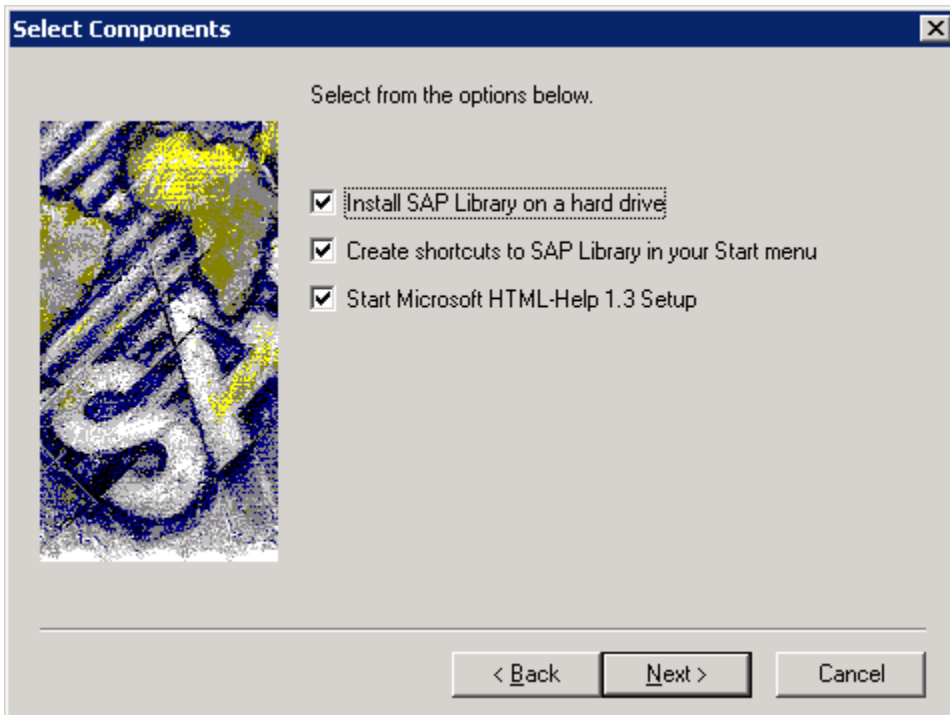 Select Components
Select from the options below.
Install SAP Library on a hard drive
Create shortcuts to SAP Library in your Start menu
Start Microsoft HTML-Help 1.3 Setup
< Back
Next >
Cancel